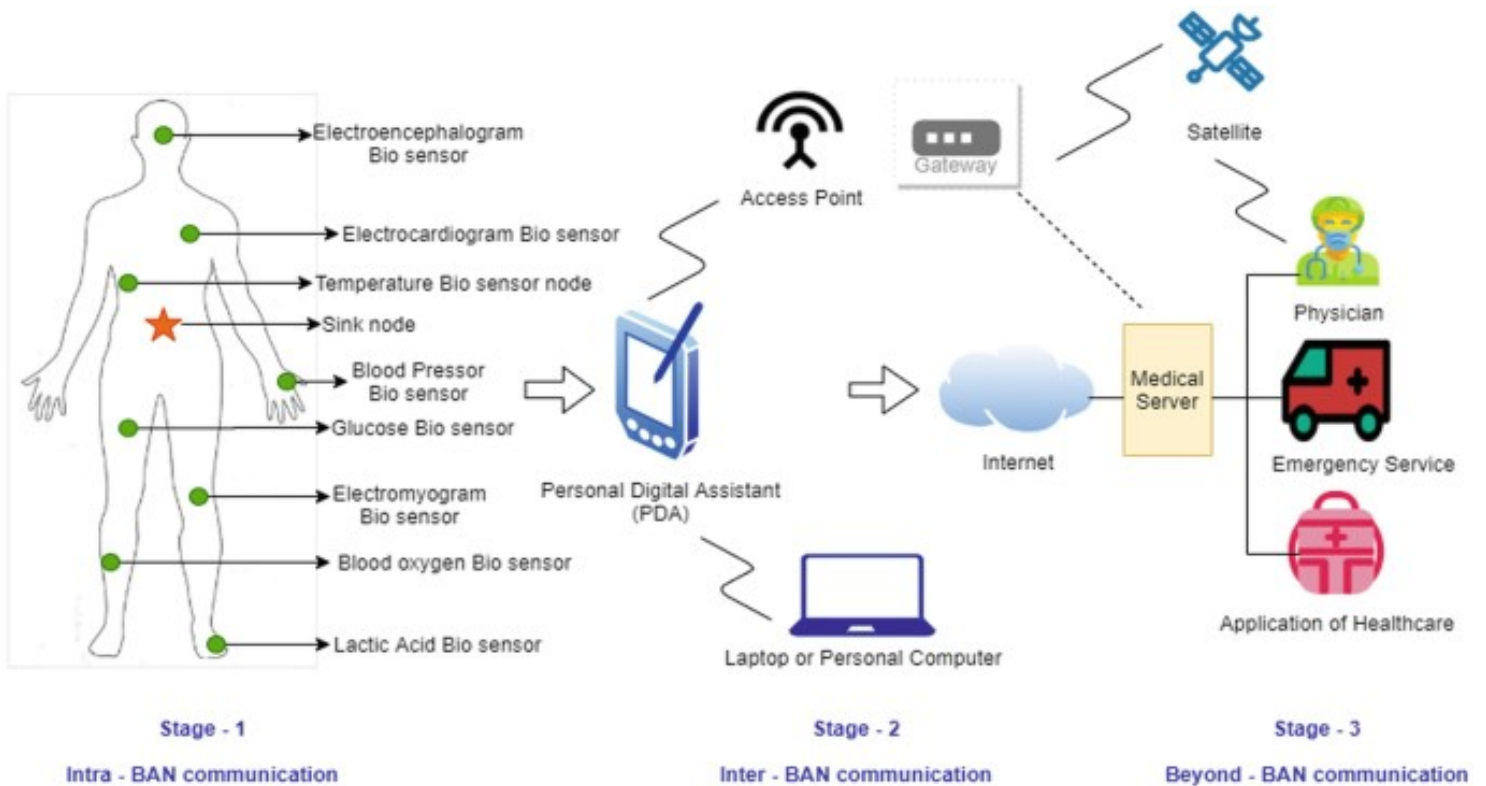 Electroencephalogram
Bio sensor
Electrocardiogram Bio sensor
Temperature Bio sensor node
Sink node
Blood Pressor
Bio sensor
Glucose Bio sensor
Electromyogram
Bio sensor
Blood oxygen Bio sensor
Lactic Acid Bio sensor
Stage - 1
Intra - BAN communication
Access Point
Gateway
Personal Digital Assistant
(PDA)
Laptop or Personal Computer
Internet
Stage - 2
Inter - BAN communication
Satellite
Medical
Server
Physician
Emergency Service
Application of Healthcare
Stage - 3
Beyond - BAN communication